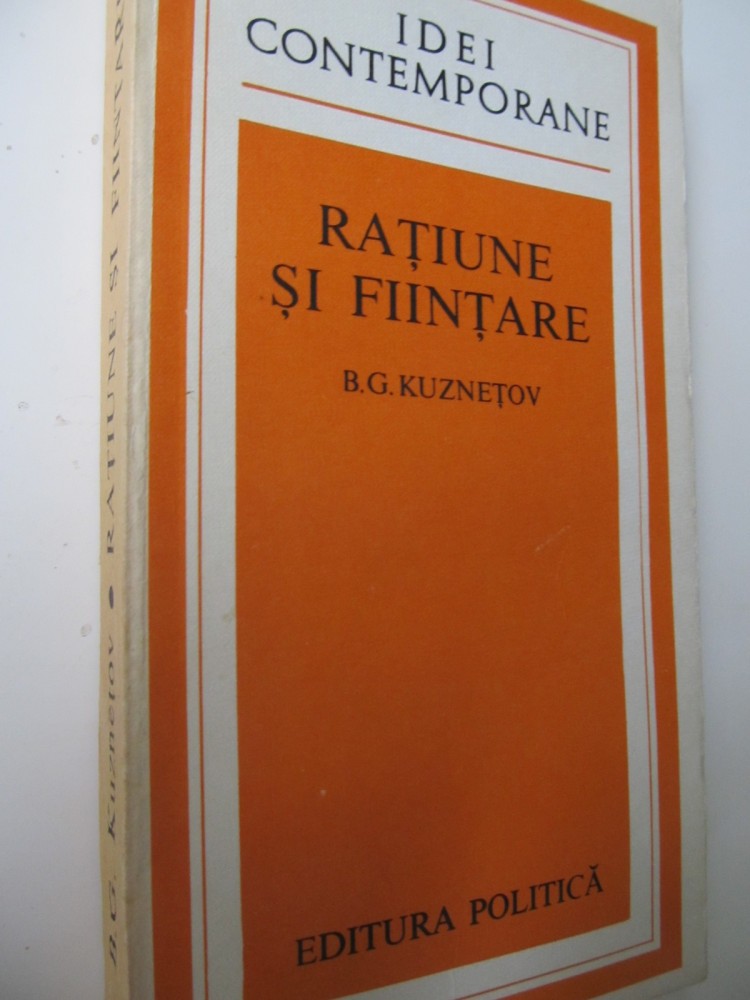 IDEI
CONTEMPORANE
RAȚIUNE
ȘI FIINȚARE
B.G. KUZNEȚOV
EDITURA POLITICĂ
B.G. Kuznețov • RAȚIUNE ȘI FIINȚARE